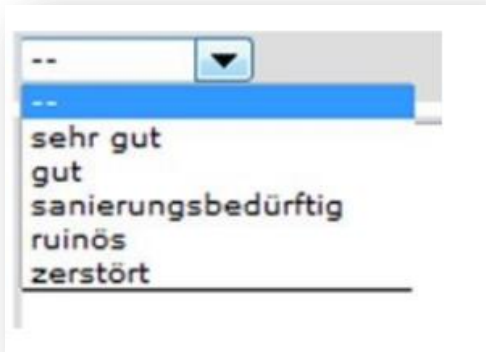 --
--
sehr gut
gut
sanierungsbedürftig
ruinös
zerstört